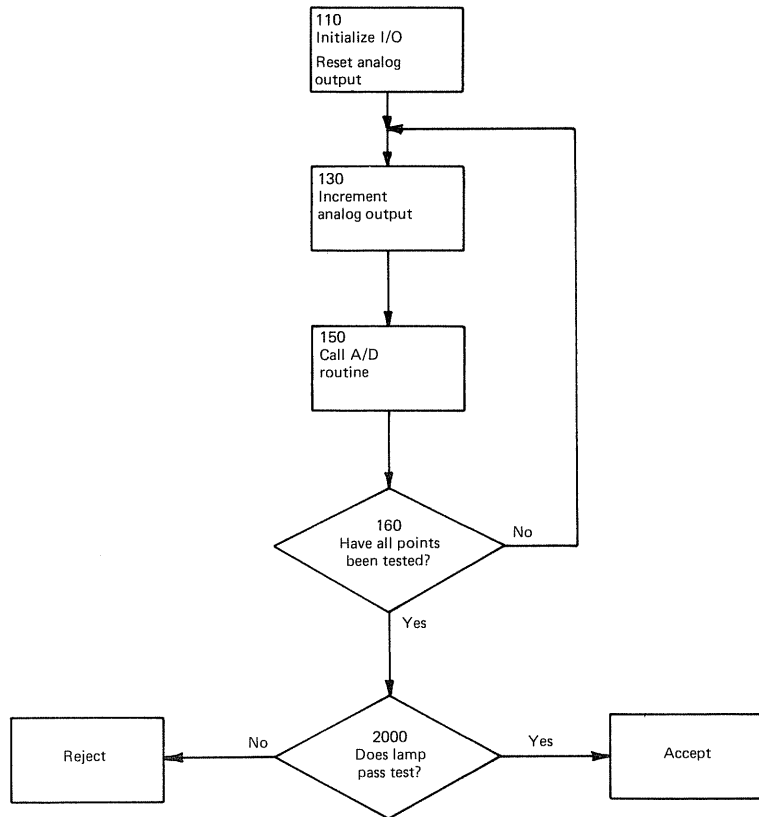 110
Initialize I/O
Reset analog
output
130
Increment
analog output
150
Call A/D
routine
160
Have all points
been tested?
No
Yes
2000
Does lamp
pass test?
No
Yes
Reject
Accept